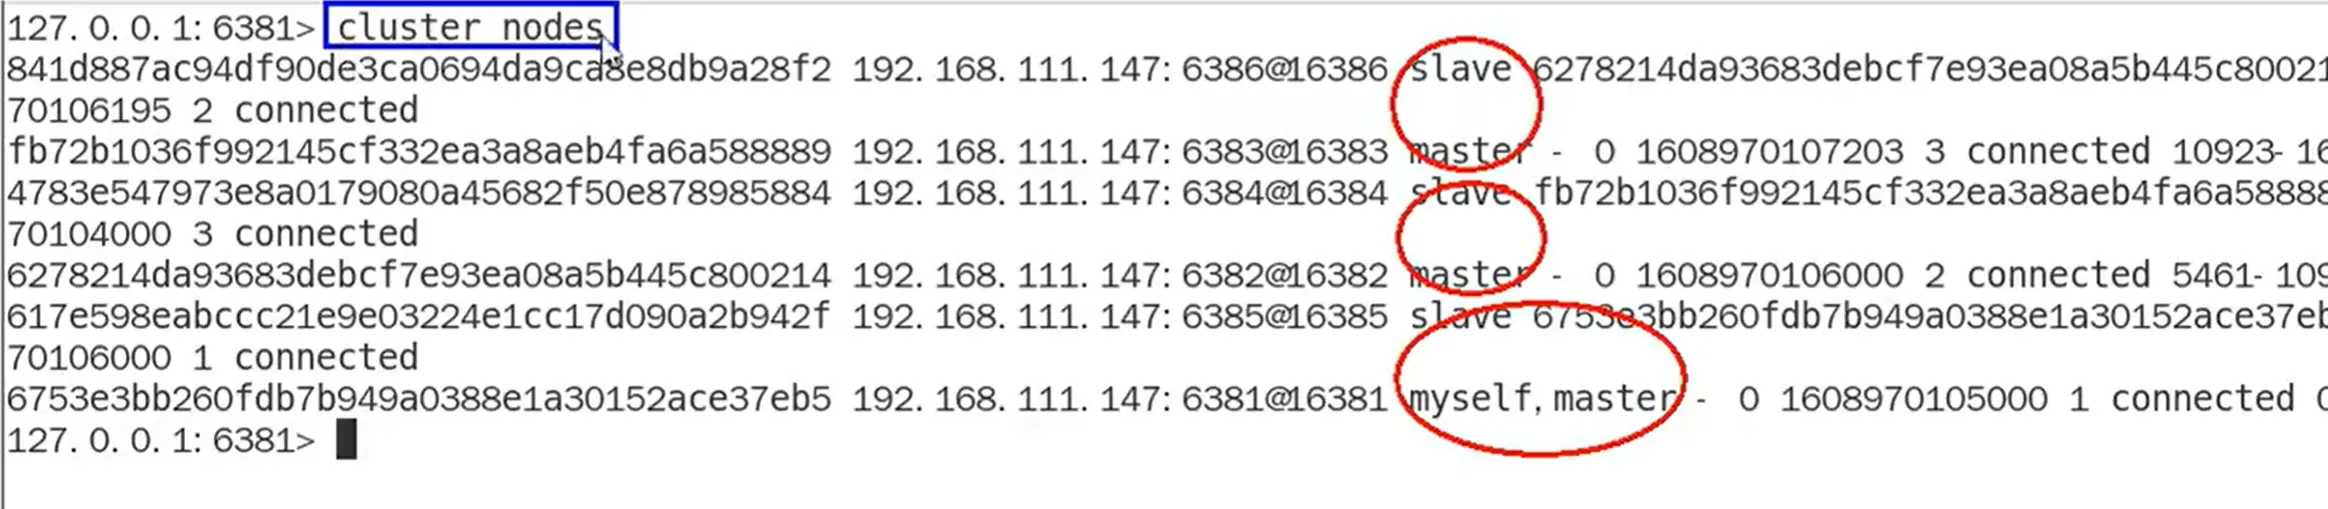 127.0.0.1:6381> cluster nodes
841d887ac94df90de3ca0694da9ca8e8db9a28f2 192.168.111.147:6386@16386 slave 6278214da93683debcf7e93ea08a5b445c80021
70106195 2 connected
fb72b1036f992145cf332ea3a8aeb4fa6a588889 192.168.111.147:6383@16383 master - 0 1608970107203 3 connected 10923-16
4783e547973e8a0179080a45682f50e878985884 192.168.111.147:6384@16384 slave fb72b1036f992145cf332ea3a8aeb4fa6a58888
70104000 3 connected
6278214da93683debcf7e93ea08a5b445c800214 192.168.111.147:6382@16382 master - 0 1608970106000 2 connected 5461-109
617e598eabccc21e9e03224e1cc17d090a2b942f 192.168.111.147:6385@16385 slave 6753e3bb260fdb7b949a0388e1a30152ace37eb
70106000 1 connected
6753e3bb260fdb7b949a0388e1a30152ace37eb5 192.168.111.147:6381@16381 myself,master - 0 1608970105000 1 connected 0
127.0.0.1:6381>